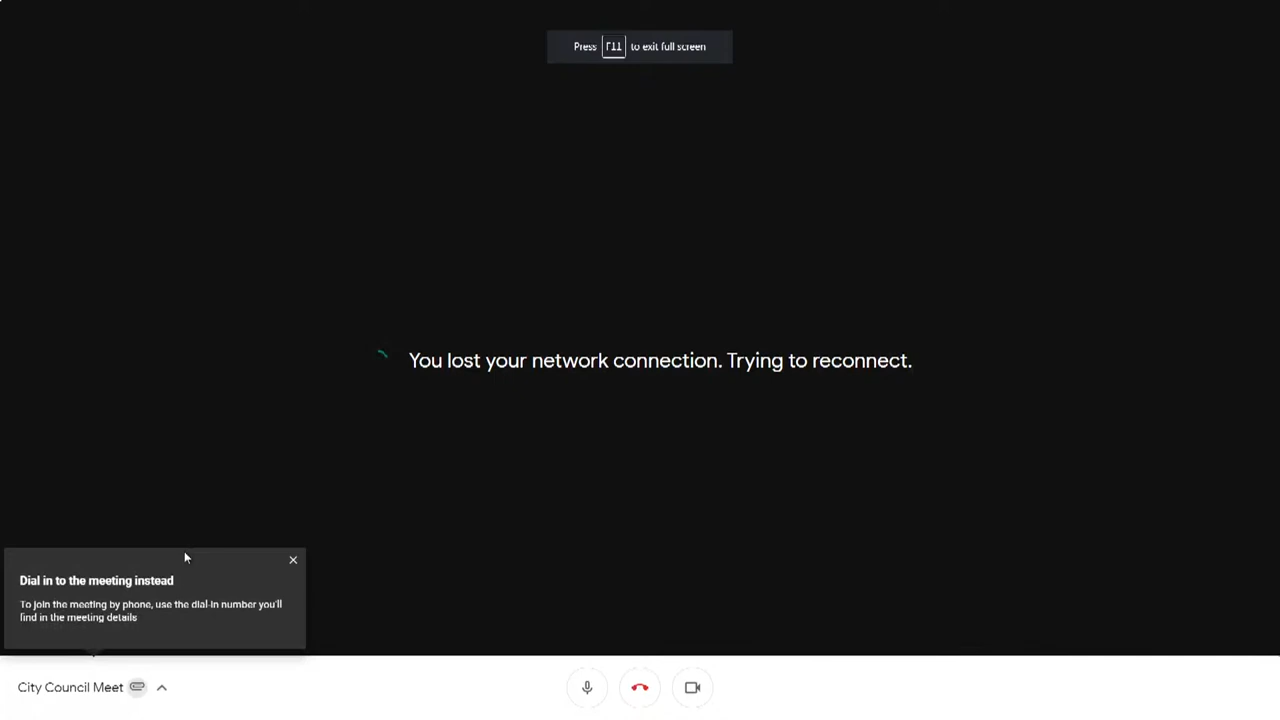 Press F11 to exit full screen
You lost your network connection. Trying to reconnect.
Dial in to the meeting instead
To join the meeting by phone, use the dial-in number you'll
find in the meeting details
City Council Meet